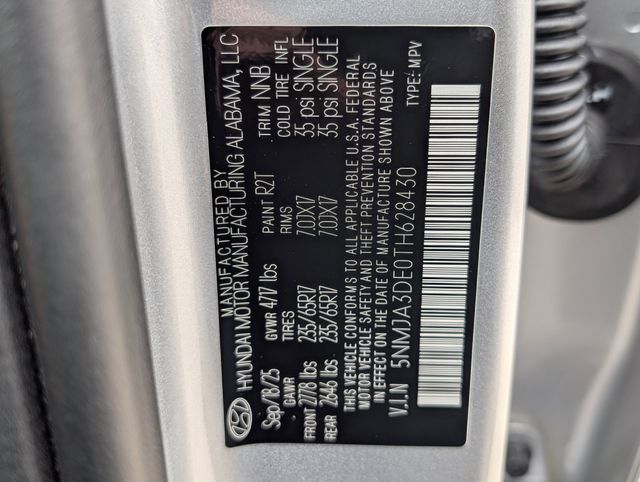 MANUFACTURED BY
HYUNDAI MOTOR MANUFACTURING ALABAMA, LLC
Sep/18/25 GVWR 4717 lbs PAINT R2T TRIM NNB
GAWR TIRES RIMS COLD TIRE INFL
FRONT 2778 lbs 235/65R17 7.0JX17 35 psi SINGLE
REAR 2646 lbs 235/65R17 7.0JX17 35 psi SINGLE
THIS VEHICLE CONFORMS TO ALL APPLICABLE U.S.A. FEDERAL
MOTOR VEHICLE SAFETY AND THEFT PREVENTION STANDARDS
IN EFFECT ON THE DATE OF MANUFACTURE SHOWN ABOVE
V.I.N 5NMJA3DE0TH628430 TYPE: MPV